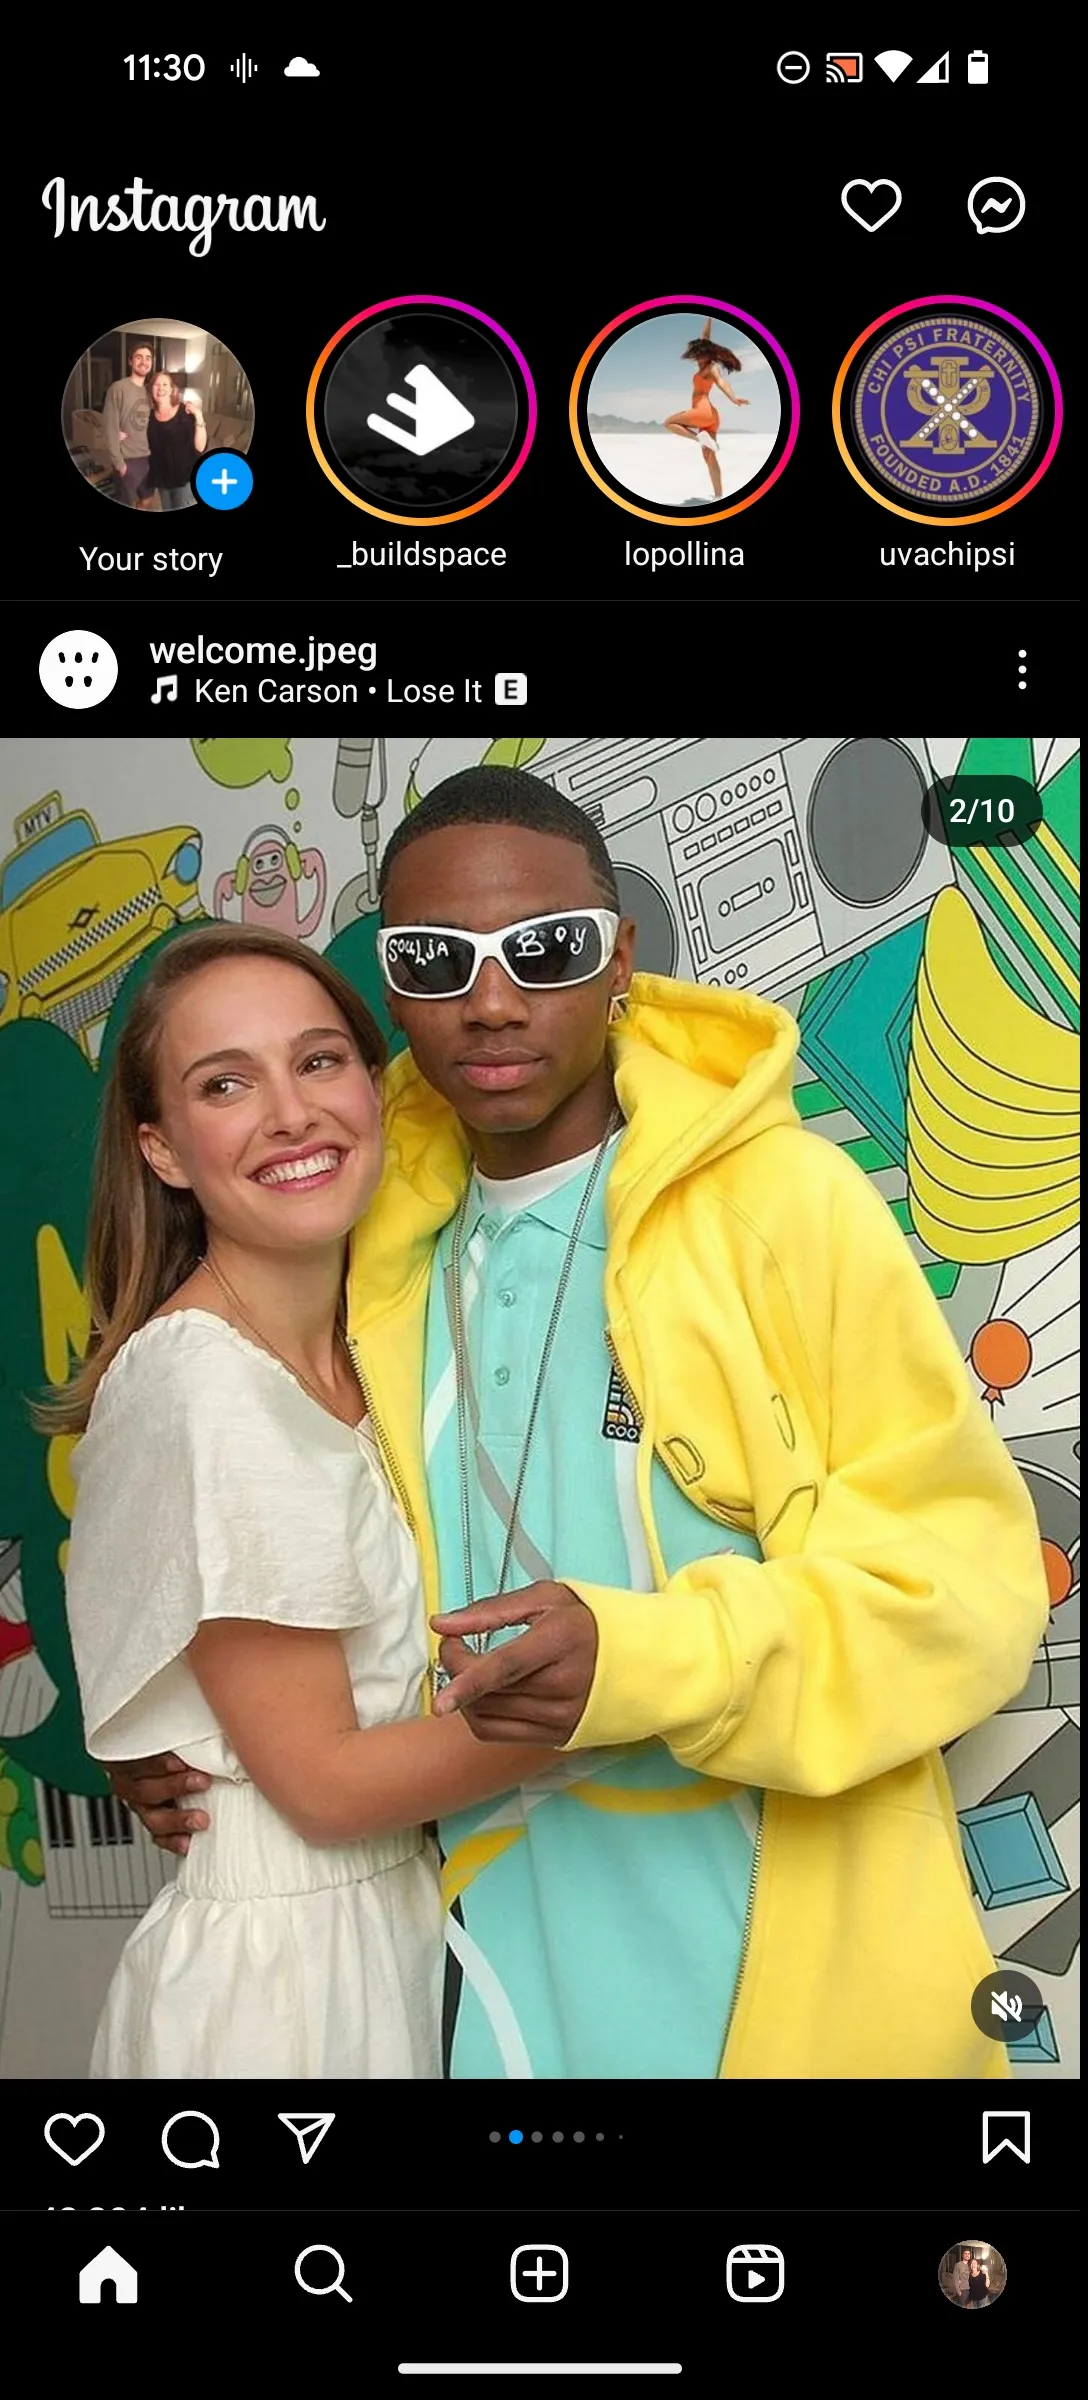 11:30
Instagram
CHI PSI FRATERNITY
FOUNDED A.D. 1841
Your story
_buildspace
lopollina
uvachipsi
welcome.jpeg
Ken Carson • Lose It E
2/10
MTV
SOULJA BOY